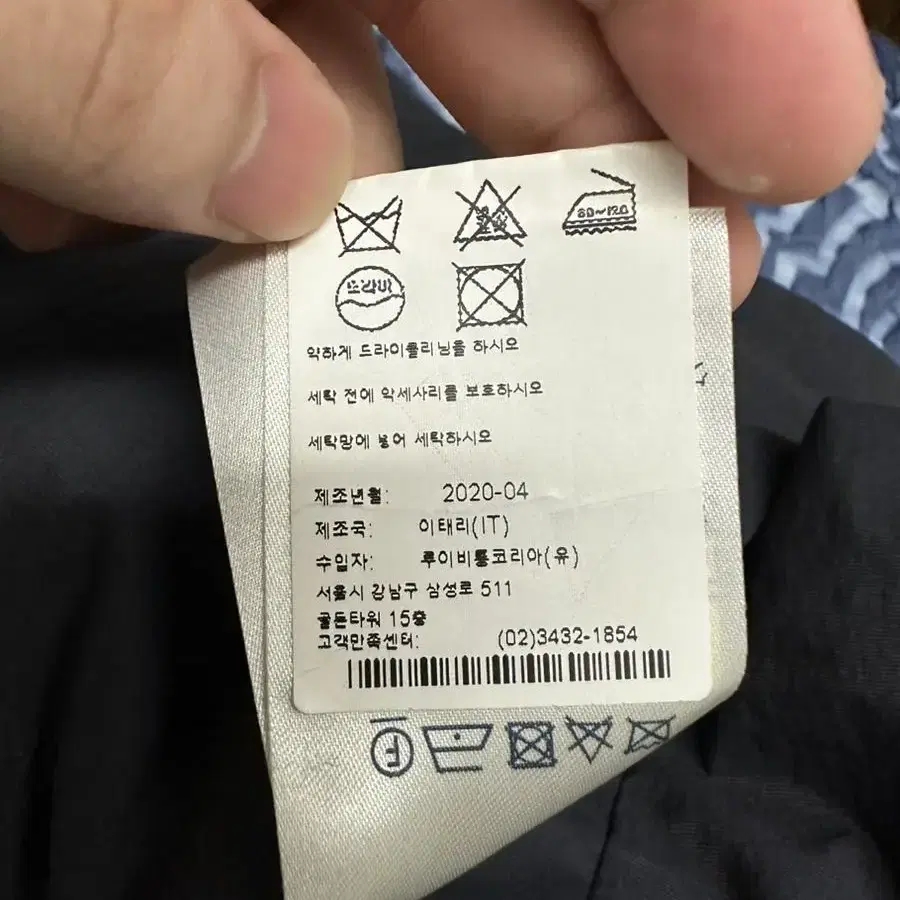 80~120
드라이
약하게 드라이클리닝을 하시오
세탁 전에 악세사리를 보호하시오
세탁망에 넣어 세탁하시오
제조년월: 2020-04
제조국: 이태리(IT)
수입자: 루이비통코리아(유)
서울시 강남구 삼성로 511
골든타워 15층
고객만족센터: (02)3432-1854
F